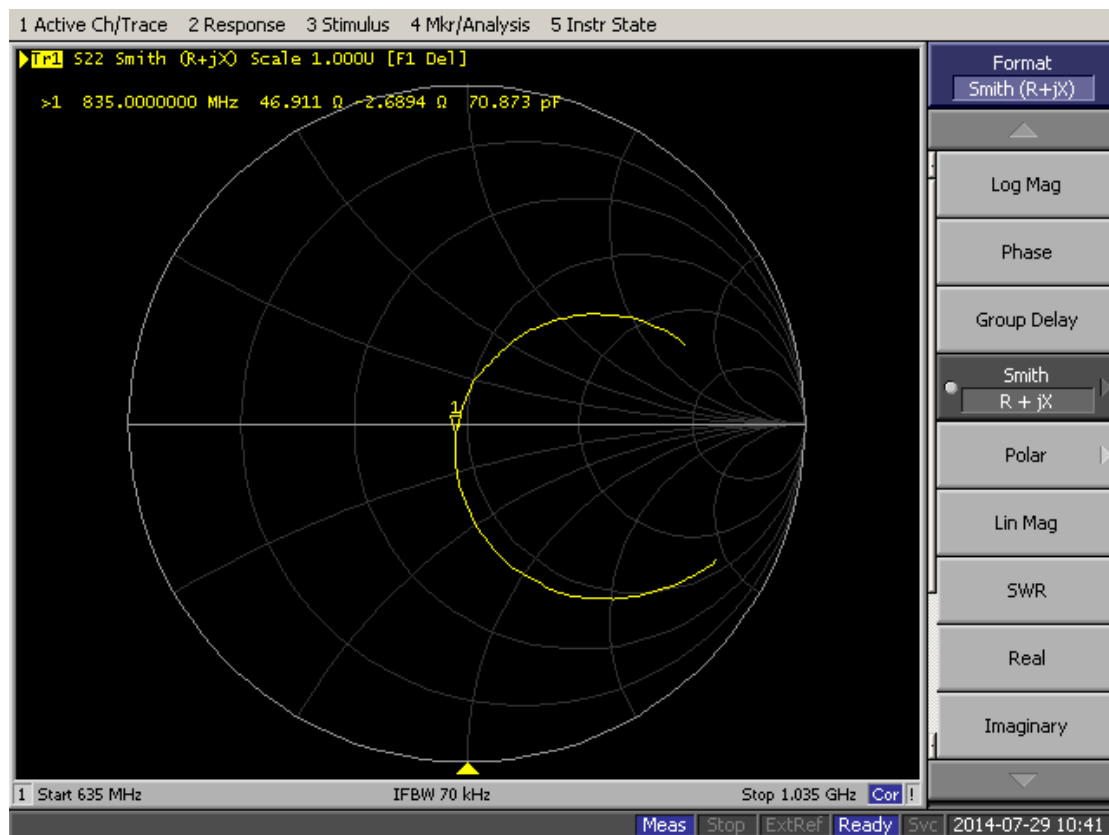 1 Active Ch/Trace 2 Response 3 Stimulus 4 Mkr/Analysis 5 Instr State
Tr1 S22 Smith (R+jX) Scale 1.000U [F1 Del]
>1 835.0000000 MHz 46.911 Ω -2.6894 Ω 70.873 pF
1
1 Start 635 MHz IFBW 70 kHz Stop 1.035 GHz Cor !
Format
Smith (R+jX)
Log Mag
Phase
Group Delay
Smith
R + jX
Polar
Lin Mag
SWR
Real
Imaginary
Meas Stop ExtRef Ready Svc 2014-07-29 10:41